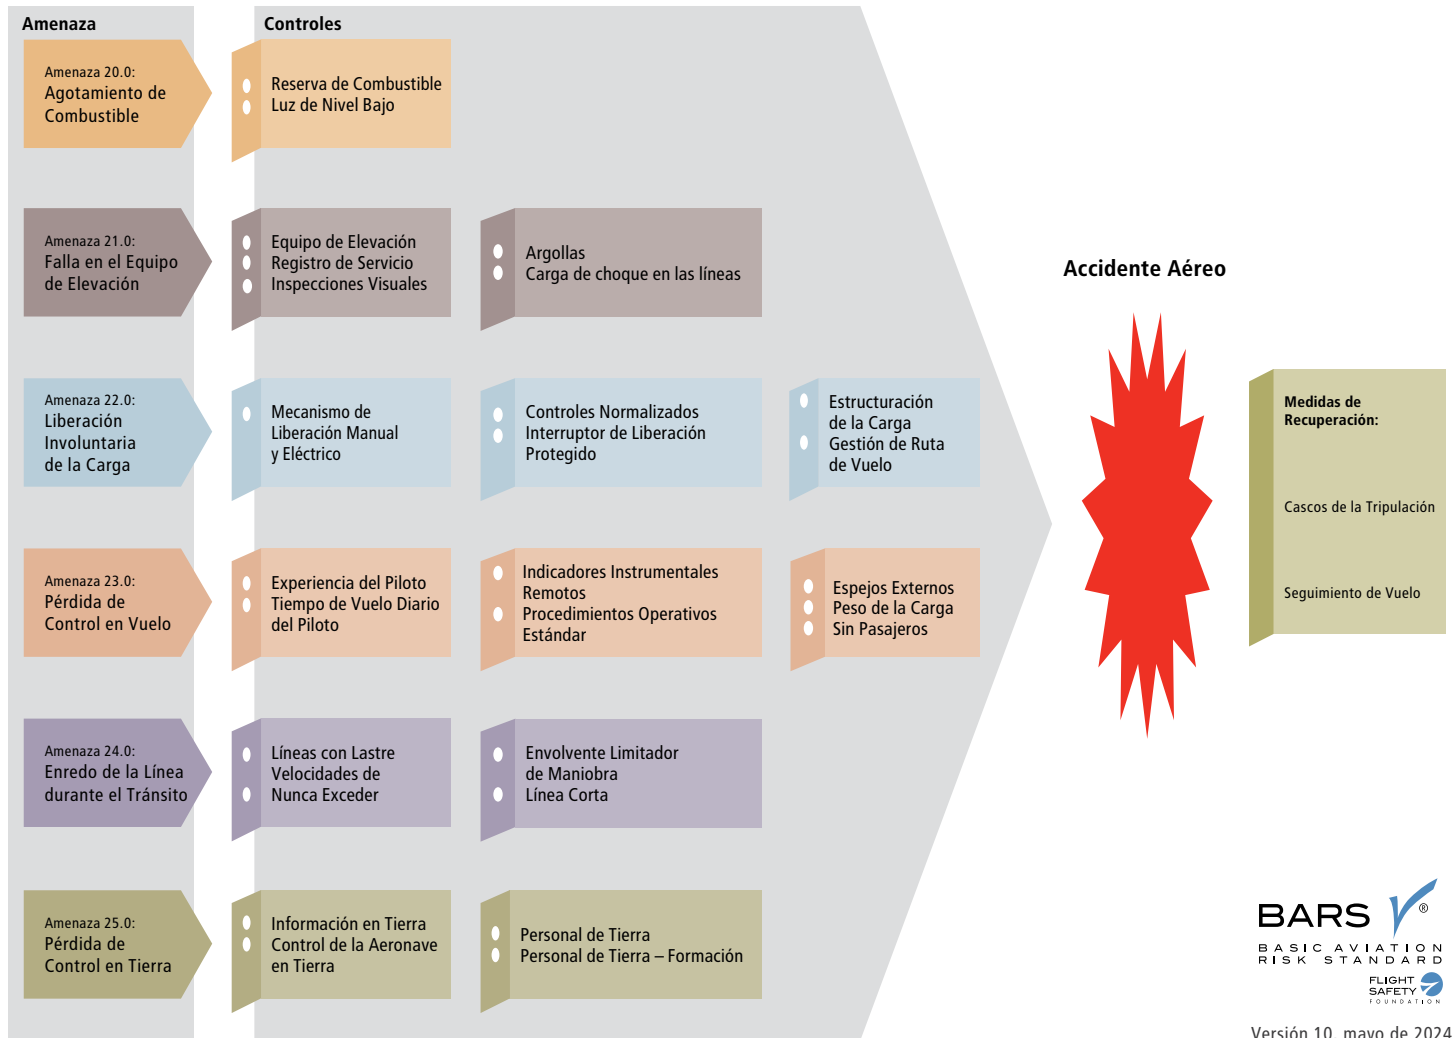 Amenaza
Controles
Amenaza 20.0:
Agotamiento de
Combustible
Reserva de Combustible
Luz de Nivel Bajo
Amenaza 21.0:
Falla en el Equipo
de Elevación
Equipo de Elevación
Registro de Servicio
Inspecciones Visuales
Argollas
Carga de choque en las líneas
Amenaza 22.0:
Liberación
Involuntaria
de la Carga
Mecanismo de
Liberación Manual
y Eléctrico
Controles Normalizados
Interruptor de Liberación
Protegido
Estructuración
de la Carga
Gestión de Ruta
de Vuelo
Amenaza 23.0:
Pérdida de
Control en Vuelo
Experiencia del Piloto
Tiempo de Vuelo Diario
del Piloto
Indicadores Instrumentales
Remotos
Procedimientos Operativos
Estándar
Espejos Externos
Peso de la Carga
Sin Pasajeros
Amenaza 24.0:
Enredo de la Línea
durante el Tránsito
Líneas con Lastre
Velocidades de
Nunca Exceder
Envolvente Limitador
de Maniobra
Línea Corta
Amenaza 25.0:
Pérdida de
Control en Tierra
Información en Tierra
Control de la Aeronave
en Tierra
Personal de Tierra
Personal de Tierra – Formación
Accidente Aéreo
Medidas de
Recuperación:
Cascos de la Tripulación
Seguimiento de Vuelo
BARS ®
BASIC AVIATION
RISK STANDARD
FLIGHT
SAFETY
FOUNDATION
Versión 10, mayo de 2024